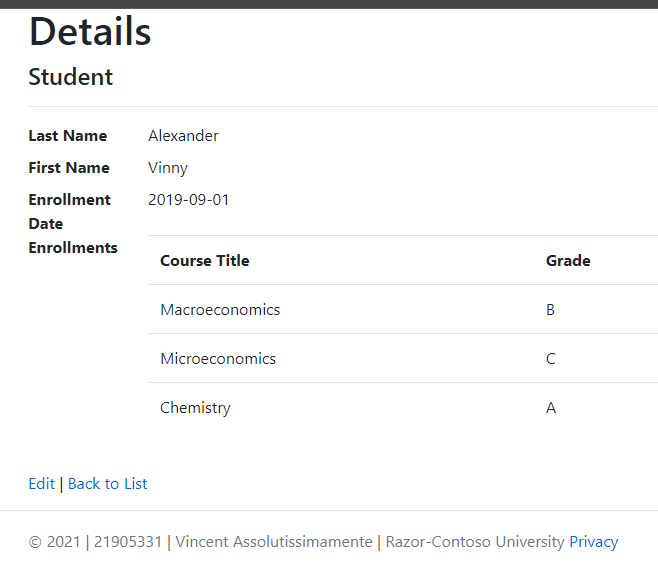 Details
Student
Last Name Alexander
First Name Vinny
Enrollment Date 2019-09-01
Enrollments
Course Title Grade
Macroeconomics B
Microeconomics C
Chemistry A
Edit | Back to List
© 2021 | 21905331 | Vincent Assolutissimamente | Razor-Contoso University Privacy